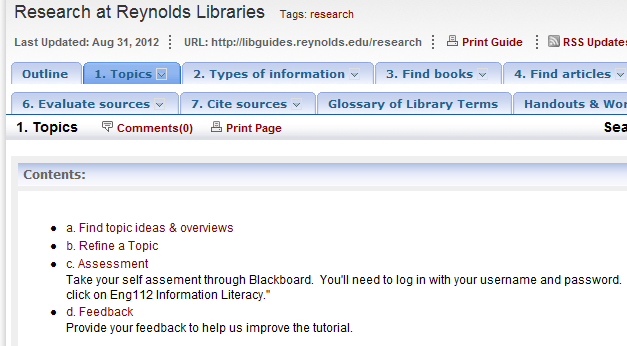 Research at Reynolds Libraries Tags: research
Last Updated: Aug 31, 2012 URL: http://libguides.reynolds.edu/research Print Guide RSS Updates
Outline 1. Topics 2. Types of information 3. Find books 4. Find articles
6. Evaluate sources 7. Cite sources Glossary of Library Terms Handouts & Wor
1. Topics Comments(0) Print Page Sea
Contents:
a. Find topic ideas & overviews
b. Refine a Topic
c. Assessment
Take your self assement through Blackboard. You'll need to log in with your username and password.
click on Eng112 Information Literacy."
d. Feedback
Provide your feedback to help us improve the tutorial.